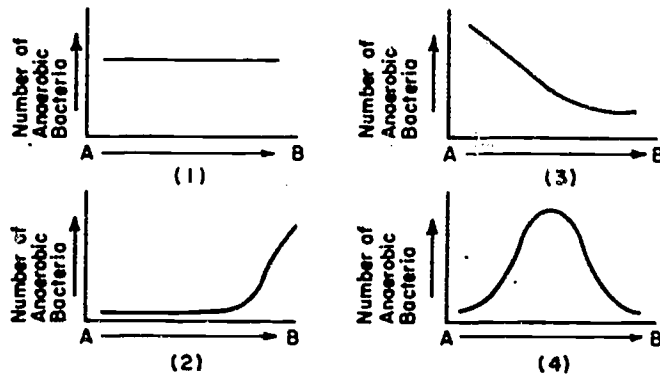 Number of
Anaerobic
Bacteria
A
B
(1)
Number of
Anaerobic
Bacteria
A
B
(3)
Number of
Anaerobic
Bacteria
A
B
(2)
Number of
Anaerobic
Bacteria
A
B
(4)